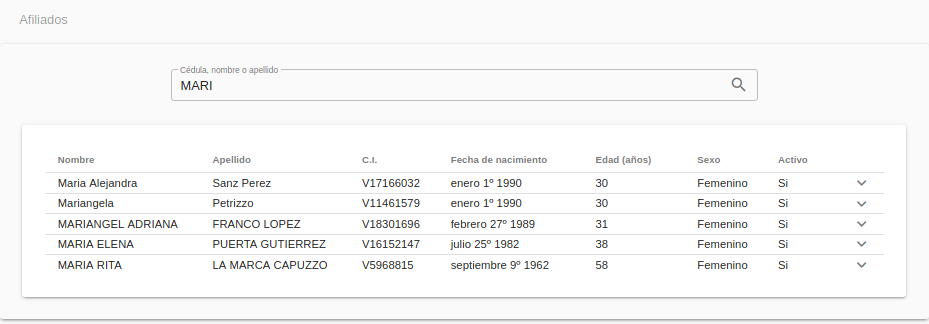 Afiliados
Cédula, nombre o apellido
MARI
Nombre Apellido C.I. Fecha de nacimiento Edad (años) Sexo Activo
Maria Alejandra Sanz Perez V17166032 enero 1º 1990 30 Femenino Si
Mariangela Petrizzo V11461579 enero 1º 1990 30 Femenino Si
MARIANGEL ADRIANA FRANCO LOPEZ V18301696 febrero 27º 1989 31 Femenino Si
MARIA ELENA PUERTA GUTIERREZ V16152147 julio 25º 1982 38 Femenino Si
MARIA RITA LA MARCA CAPUZZO V5968815 septiembre 9º 1962 58 Femenino Si